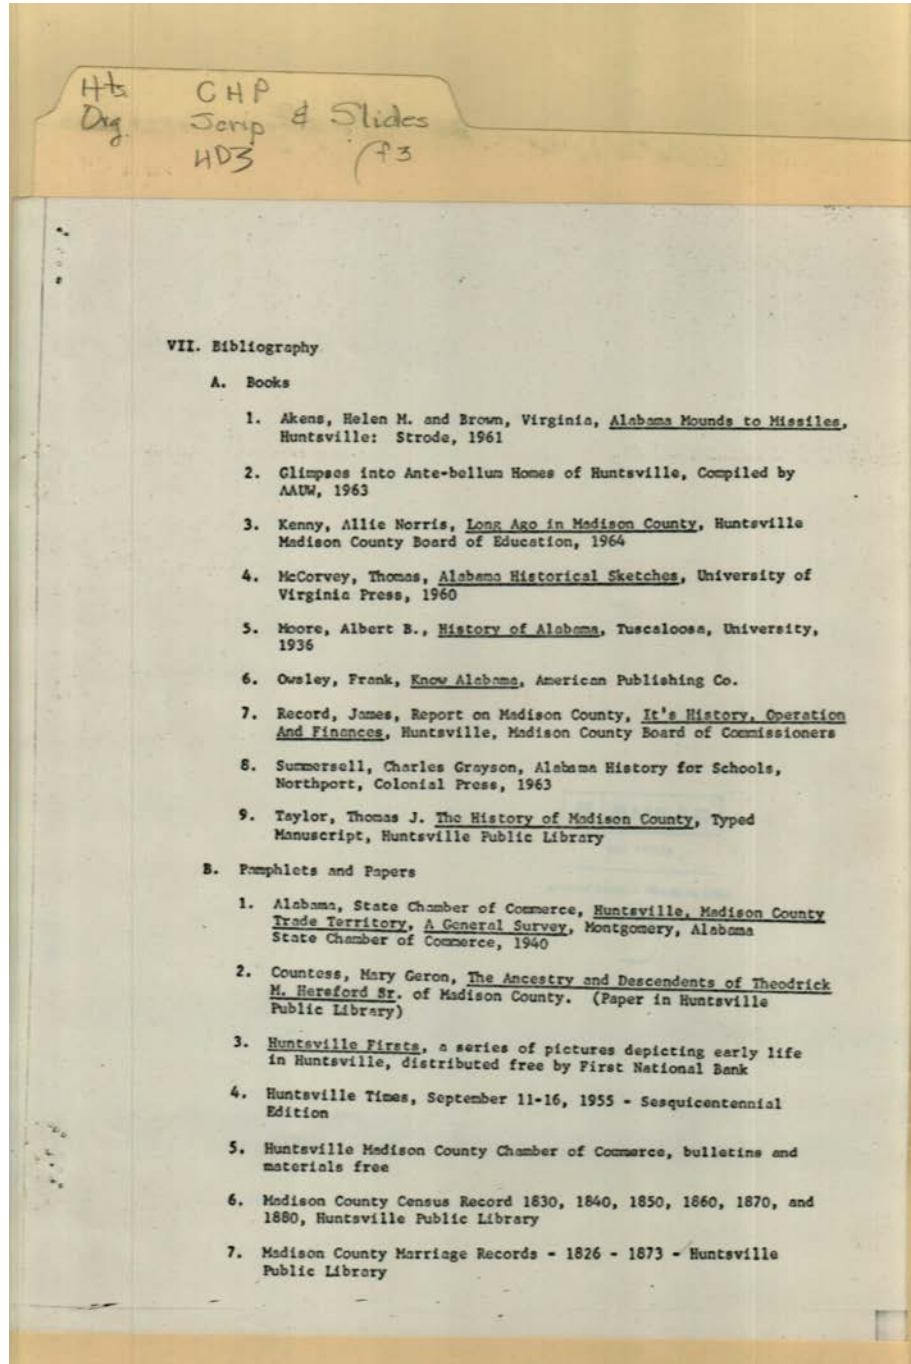 Hts. CHP
Org. Scrip & Slides
HD3 (f3
VII. Bibliography
A. Books
1. Akens, Helen M. and Brown, Virginia, Alabama Mounds to Missiles,
Huntsville: Strode, 1961
2. Glimpses into Ante-bellum Homes of Huntsville, Compiled by
AAUW, 1963
3. Kenny, Allie Norris, Long Ago in Madison County, Huntsville
Madison County Board of Education, 1964
4. McCorvey, Thomas, Alabama Historical Sketches, University of
Virginia Press, 1960
5. Moore, Albert B., History of Alabama, Tuscaloosa, University,
1936
6. Owsley, Frank, Know Alabama, American Publishing Co.
7. Record, James, Report on Madison County, It's History, Operation
And Finances, Huntsville, Madison County Board of Commissioners
8. Summersell, Charles Grayson, Alabama History for Schools,
Northport, Colonial Press, 1963
9. Taylor, Thomas J. The History of Madison County, Typed
Manuscript, Huntsville Public Library
B. Pamphlets and Papers
1. Alabama, State Chamber of Commerce, Huntsville, Madison County
Trade Territory, A General Survey, Montgomery, Alabama
State Chamber of Commerce, 1940
2. Countess, Mary Geron, The Ancestry and Descendents of Theodrick
M. Hereford Sr. of Madison County. (Paper in Huntsville
Public Library)
3. Huntsville Firsts, a series of pictures depicting early life
in Huntsville, distributed free by First National Bank
4. Huntsville Times, September 11-16, 1955 - Sesquicentennial
Edition
5. Huntsville Madison County Chamber of Commerce, bulletins and
materials free
6. Madison County Census Record 1830, 1840, 1850, 1860, 1870, and
1880, Huntsville Public Library
7. Madison County Marriage Records - 1826 - 1873 - Huntsville
Public Library